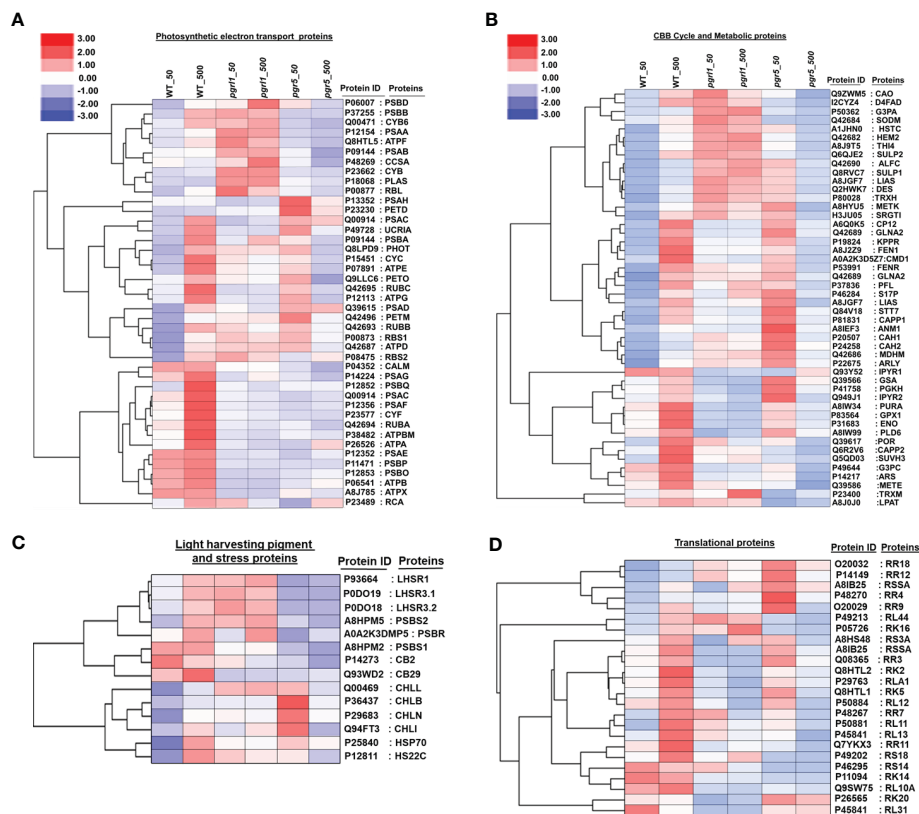 A
Photosynthetic electron transport proteins
3.00
2.00
1.00
0.00
-1.00
-2.00
-3.00
WT_50
WT_500
pgrl1_50
pgrl1_500
pgr5_50
pgr5_500
Protein ID Proteins
P06007 : PSBD
P37255 : PSBB
Q00471 : CYB6
P12154 : PSAA
Q8HTL5 : ATPF
P09144 : PSAB
P48269 : CCSA
P23662 : CYB
P18068 : PLAS
P00877 : RBL
P13352 : PSAH
P23230 : PETD
Q00914 : PSAC
P49728 : UCRIA
P09144 : PSBA
Q8LPD9 : PHOT
P15451 : CYC
P07891 : ATPE
Q9LLC6 : PETO
Q42695 : RUBC
P12113 : ATPG
Q39615 : PSAD
Q42496 : PETM
Q42693 : RUBB
P00873 : RBS1
Q42687 : ATPD
P08475 : RBS2
P04352 : CALM
P14224 : PSAG
P12852 : PSBQ
Q00914 : PSAC
P12356 : PSAF
P23577 : CYF
Q42694 : RUBA
P38482 : ATPBM
P26526 : ATPA
P12352 : PSAE
P11471 : PSBP
P12853 : PSBO
P06541 : ATPB
A8J785 : ATPX
P23489 : RCA
B
CBB Cycle and Metabolic proteins
3.00
2.00
1.00
0.00
-1.00
-2.00
-3.00
WT_50
WT_500
pgrl1_50
pgrl1_500
pgr5_50
pgr5_500
Protein ID Proteins
Q9ZWM5 : CAO
I2CYZ4 : D4FAD
P50362 : G3PA
Q42684 : SODM
A1JHN0 : HSTC
Q42682 : HEM2
A8J9T5 : THI4
Q6QJE2 : SULP2
Q42690 : ALFC
Q8RVC7 : SULP1
A8JGF7 : LIAS
Q2HWK7 : DES
P80028 : TRXH
A8HYU5 : METK
H3JU05 : SRGTI
A6Q0K5 : CP12
Q42689 : GLNA2
P19824 : KPPR
A8J2Z9 : FEN1
A0A2K3D5Z7:CMD1
P53991 : FENR
Q42689 : GLNA2
P37836 : PFL
P46284 : S17P
A8JGF7 : LIAS
Q84V18 : STT7
P81831 : CAPP1
A8IEF3 : ANM1
P20507 : CAH1
P24258 : CAH2
Q42686 : MDHM
P22675 : ARLY
Q93Y52 : IPYR1
Q39566 : GSA
P41758 : PGKH
Q949J1 : IPYR2
A8IW34 : PURA
P83564 : GPX1
P31683 : ENO
A8IW99 : PLD6
Q39617 : POR
Q6R2V6 : CAPP2
Q5QD03 : SUVH3
P49644 : G3PC
P14217 : ARS
Q39586 : METE
P23400 : TRXM
A8J0J0 : LPAT
C
Light harvesting pigment
and stress proteins
Protein ID Proteins
P93664 : LHSR1
P0DO19 : LHSR3.1
P0DO18 : LHSR3.2
A8HPM5 : PSBS2
A0A2K3DMP5 : PSBR
A8HPM2 : PSBS1
P14273 : CB2
Q93WD2 : CB29
Q00469 : CHLL
P36437 : CHLB
P29683 : CHLN
Q94FT3 : CHLI
P25840 : HSP70
P12811 : HS22C
D
Translational proteins
Protein ID Proteins
O20032 : RR18
P14149 : RR12
A8IB25 : RSSA
P48270 : RR4
O20029 : RR9
P49213 : RL44
P05726 : RK16
A8HS48 : RS3A
A8IB25 : RSSA
Q08365 : RR3
Q8HTL2 : RK2
P29763 : RLA1
Q8HTL1 : RK5
P50884 : RL12
P48267 : RR7
P50881 : RL11
P45841 : RL13
Q7YKX3 : RR11
P49202 : RS18
P46295 : RS14
P11094 : RK14
Q9SW75 : RL10A
P26565 : RK20
P45841 : RL31